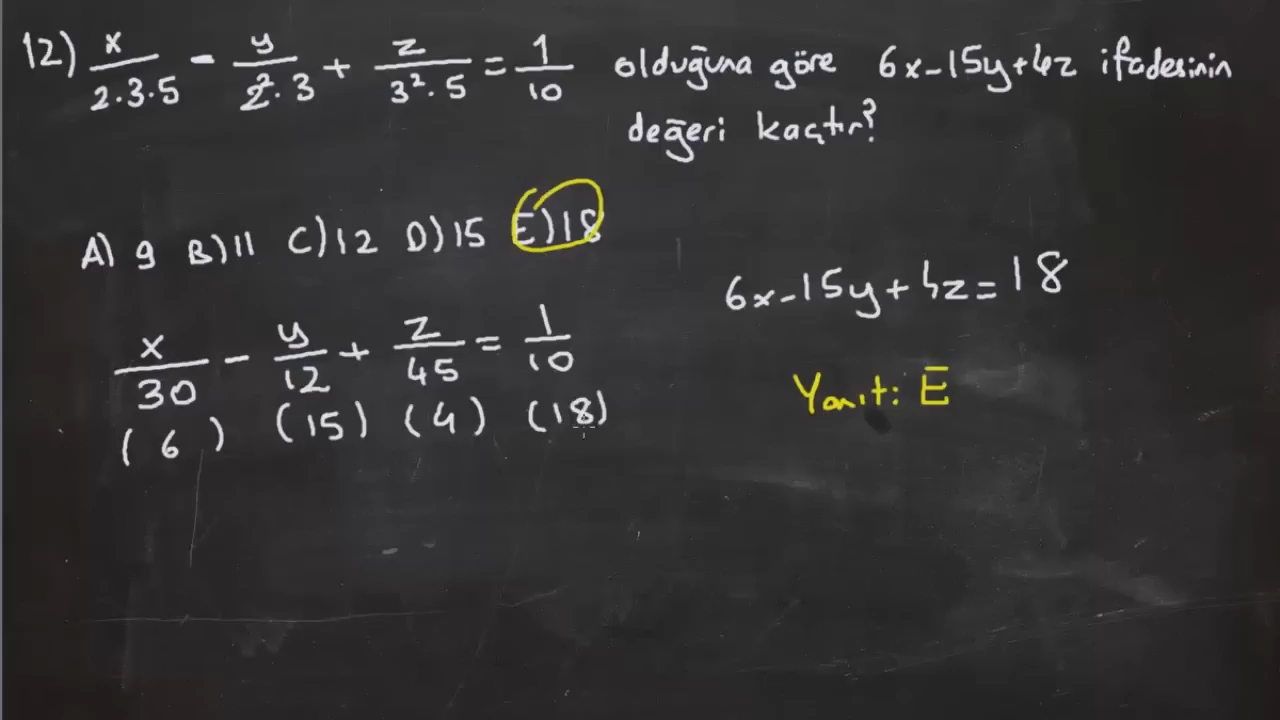 12) x/2.3.5 - y/2².3 + z/3².5 = 1/10 olduğuna göre 6x-15y+4z ifadesinin
değeri kaçtır?
A) 9 B) 11 C) 12 D) 15 E) 18
6x-15y+4z=18
x/30 - y/12 + z/45 = 1/10
(6) (15) (4) (18)
Yanıt: E